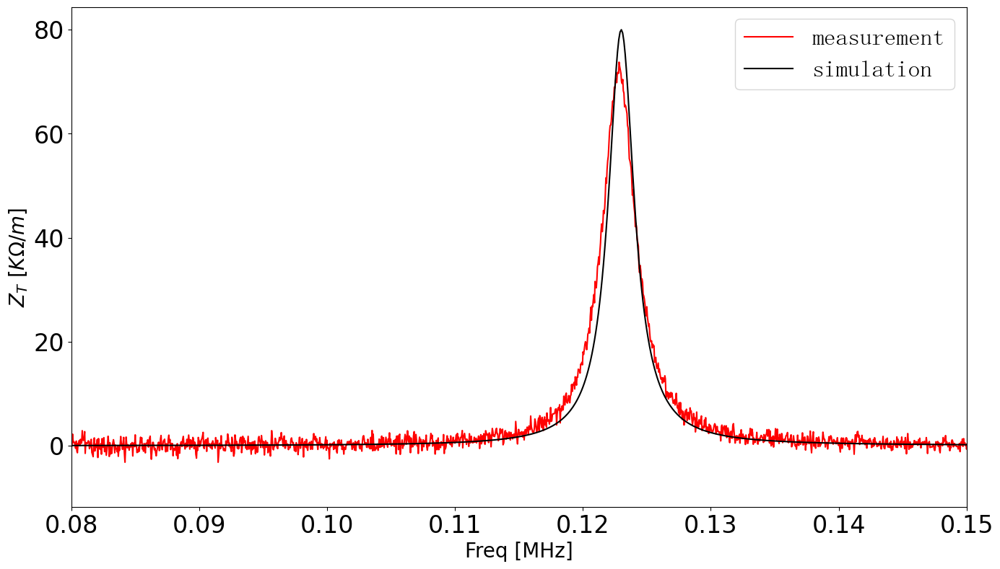 measurement
simulation
80
60
40
20
0
Z_T [KΩ/m]
0.08 0.09 0.10 0.11 0.12 0.13 0.14 0.15
Freq [MHz]